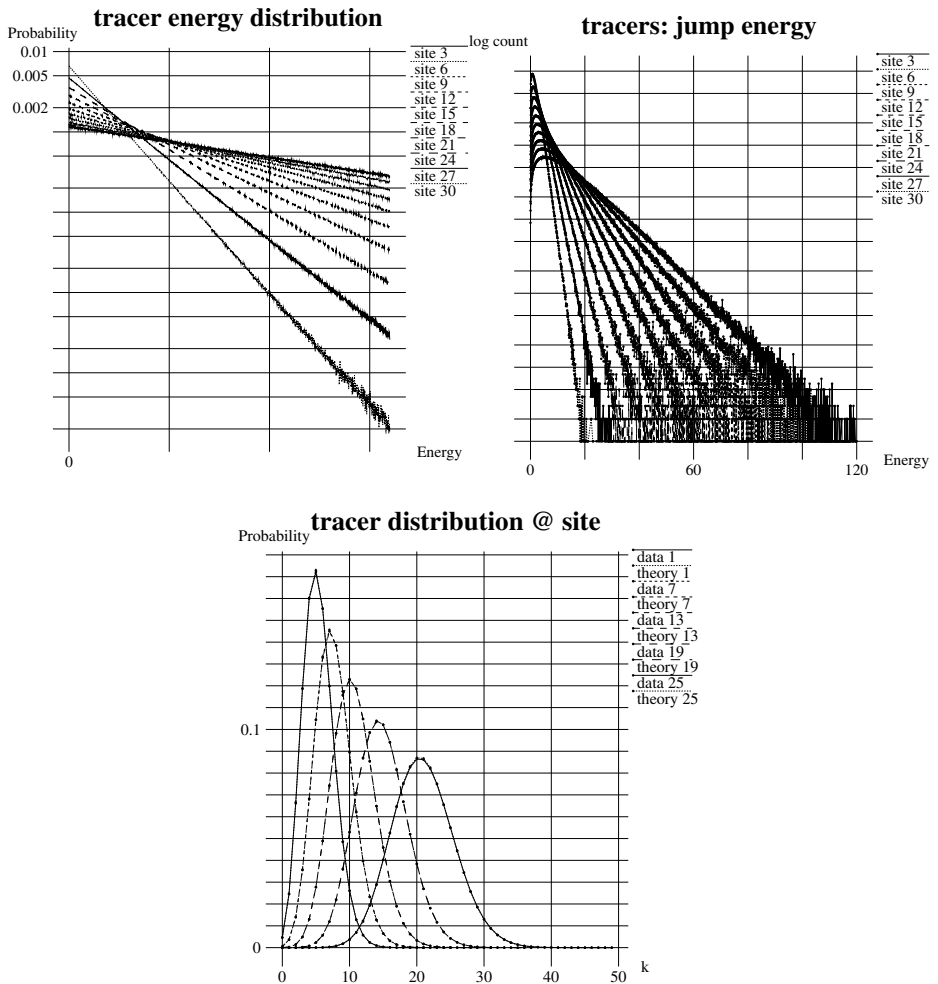 tracer energy distribution
Probability
0.01
0.005
0.002
0
Energy
site 3
site 6
site 9
site 12
site 15
site 18
site 21
site 24
site 27
site 30
tracers: jump energy
log count
0
60
120
Energy
site 3
site 6
site 9
site 12
site 15
site 18
site 21
site 24
site 27
site 30
tracer distribution @ site
Probability
0.1
0
0
10
20
30
40
50
k
data 1
theory 1
data 7
theory 7
data 13
theory 13
data 19
theory 19
data 25
theory 25